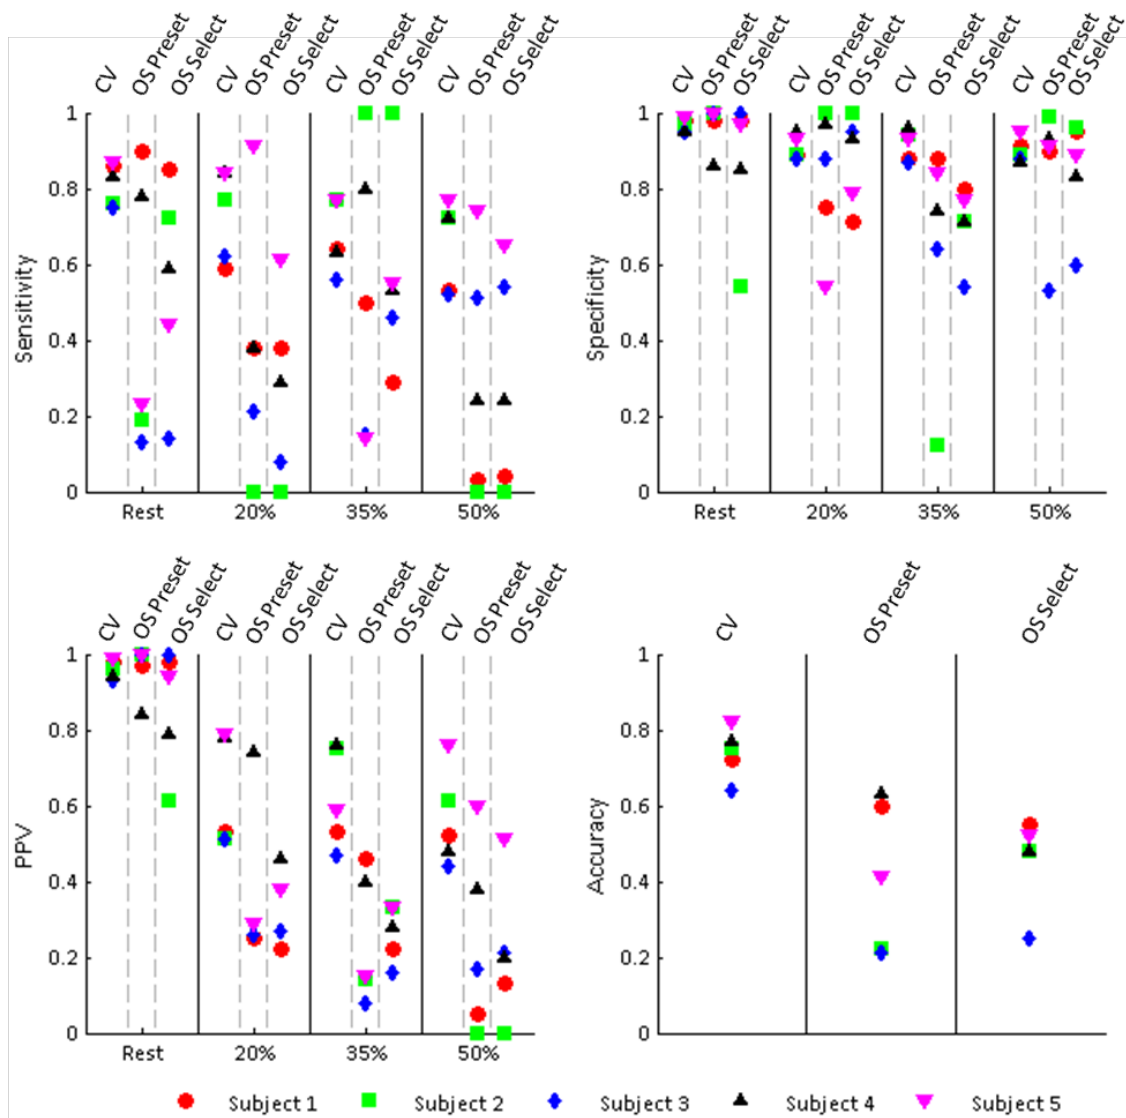 CV OS Preset OS Select CV OS Preset OS Select CV OS Preset OS Select CV OS Preset OS Select
1
0.8
0.6
0.4
0.2
0
Sensitivity
Rest 20% 35% 50%
CV OS Preset OS Select CV OS Preset OS Select CV OS Preset OS Select CV OS Preset OS Select
1
0.8
0.6
0.4
0.2
0
Specificity
Rest 20% 35% 50%
CV OS Preset OS Select CV OS Preset OS Select CV OS Preset OS Select CV OS Preset OS Select
1
0.8
0.6
0.4
0.2
0
PPV
Rest 20% 35% 50%
CV OS Preset OS Select
1
0.8
0.6
0.4
0.2
0
Accuracy
Subject 1 Subject 2 Subject 3 Subject 4 Subject 5